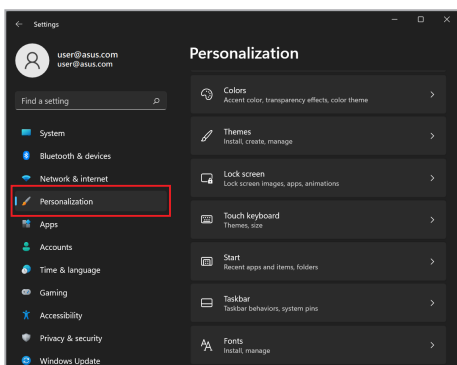 Settings
user@asus.com
user@asus.com
Find a setting
System
Bluetooth & devices
Network & internet
Personalization
Apps
Accounts
Time & language
Gaming
Accessibility
Privacy & security
Windows Update
Personalization
Colors
Accent color, transparency effects, color theme
Themes
Install, create, manage
Lock screen
Lock screen images, apps, animations
Touch keyboard
Themes, size
Start
Recent apps and items, folders
Taskbar
Taskbar behaviors, system pins
Fonts
Install, manage